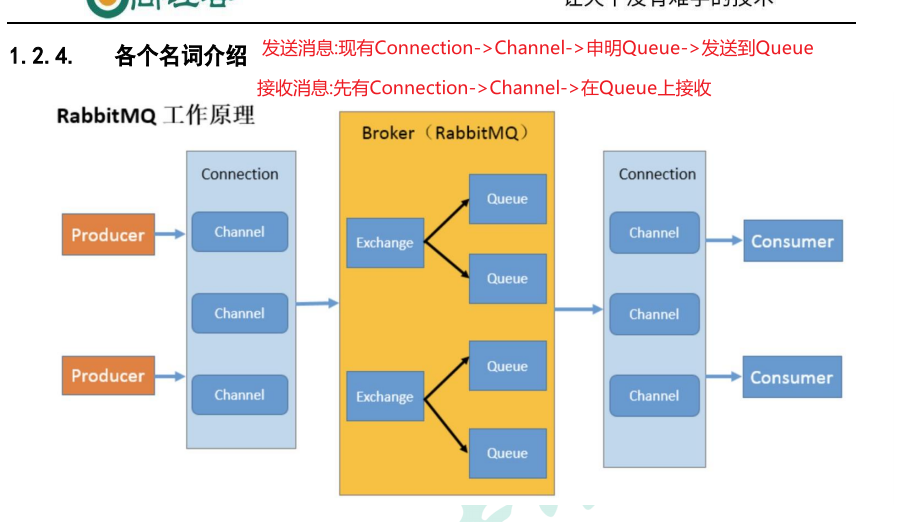 让天下没有难学的技术
1.2.4. 各个名词介绍
发送消息:现有Connection->Channel->申明Queue->发送到Queue
接收消息:先有Connection->Channel->在Queue上接收
RabbitMQ 工作原理
Broker（RabbitMQ）
Connection
Connection
Queue
Channel
Channel
Producer
Exchange
Consumer
Queue
Channel
Channel
Queue
Producer
Consumer
Channel
Exchange
Channel
Queue